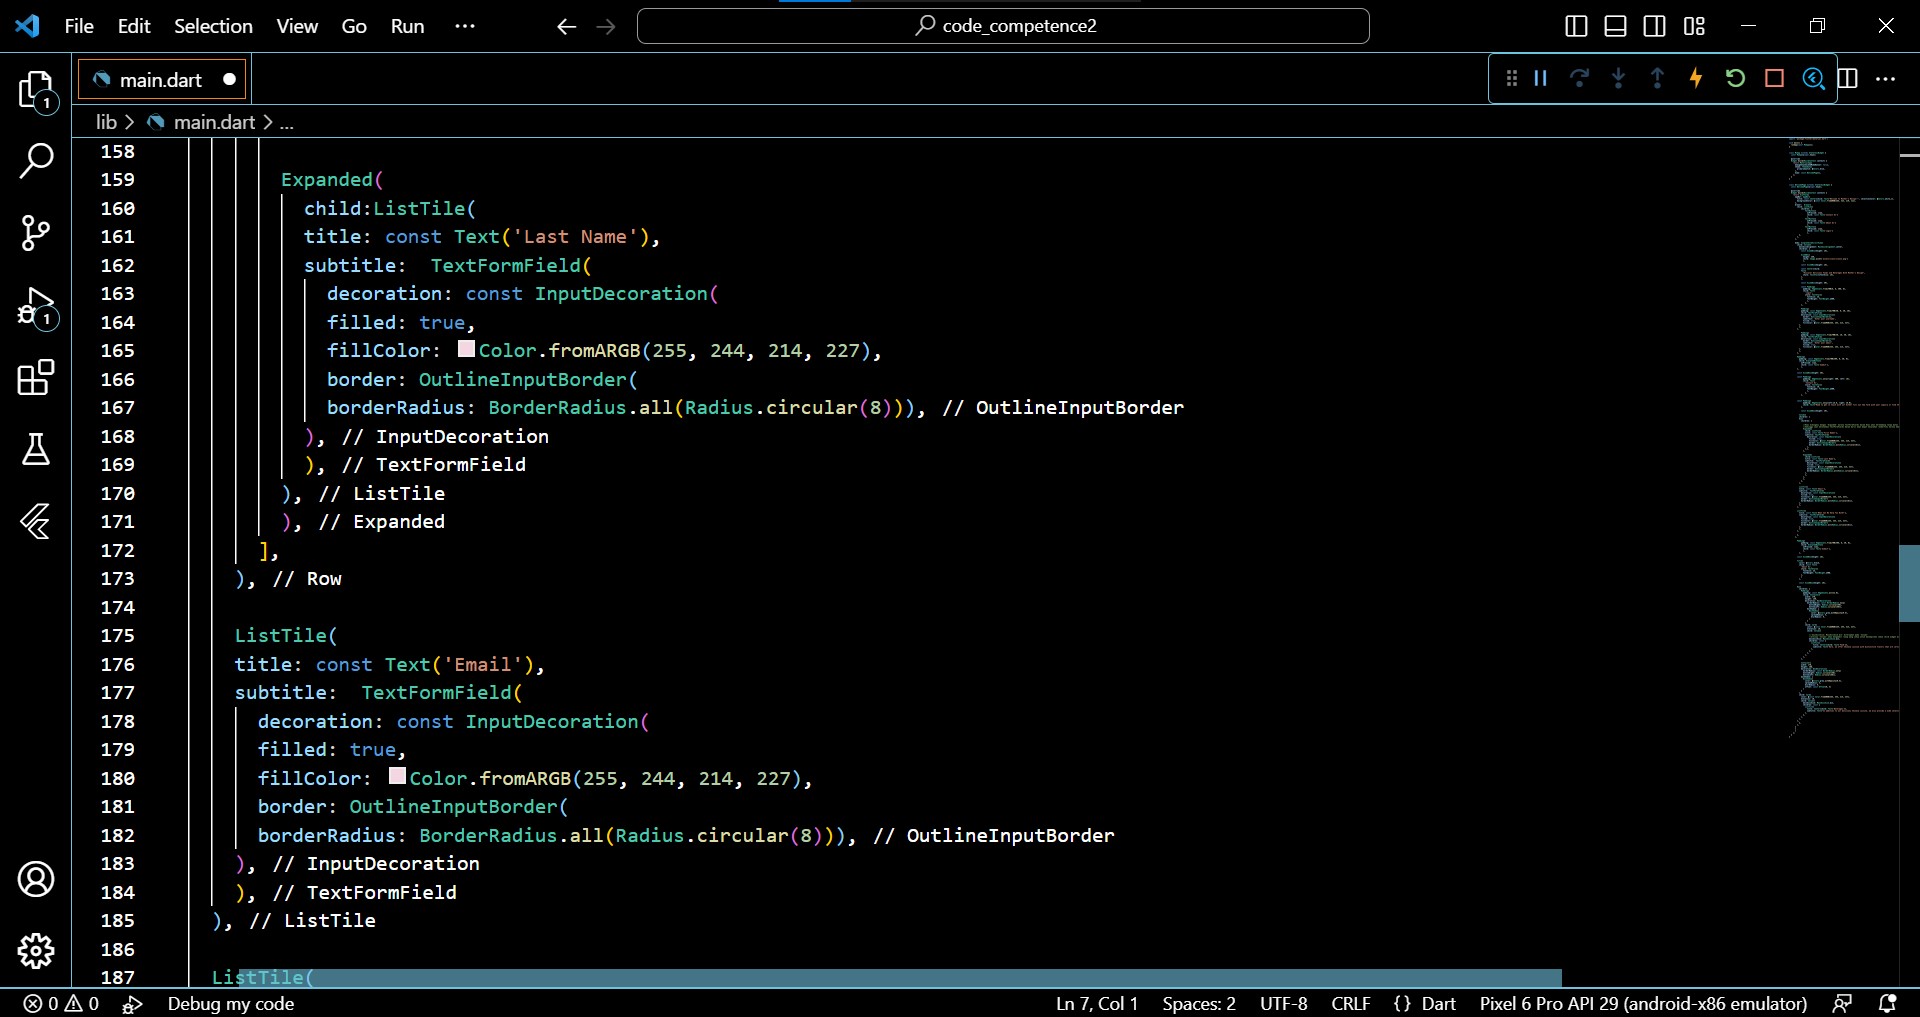 File Edit Selection View Go Run ··· code_competence2
main.dart
lib > main.dart > ...
158
159 Expanded(
160 child:ListTile(
161 title: const Text('Last Name'),
162 subtitle:  TextFormField(
163 decoration: const InputDecoration(
164 filled: true,
165 fillColor: Color.fromARGB(255, 244, 214, 227),
166 border: OutlineInputBorder(
167 borderRadius: BorderRadius.all(Radius.circular(8))), // OutlineInputBorder
168 ), // InputDecoration
169 ), // TextFormField
170 ), // ListTile
171 ), // Expanded
172 ],
173 ), // Row
174
175 ListTile(
176 title: const Text('Email'),
177 subtitle:  TextFormField(
178 decoration: const InputDecoration(
179 filled: true,
180 fillColor: Color.fromARGB(255, 244, 214, 227),
181 border: OutlineInputBorder(
182 borderRadius: BorderRadius.all(Radius.circular(8))), // OutlineInputBorder
183 ), // InputDecoration
184 ), // TextFormField
185 ), // ListTile
186
187 ListTile(
1
1
0 0 Debug my code Ln 7, Col 1 Spaces: 2 UTF-8 CRLF {} Dart Pixel 6 Pro API 29 (android-x86 emulator)